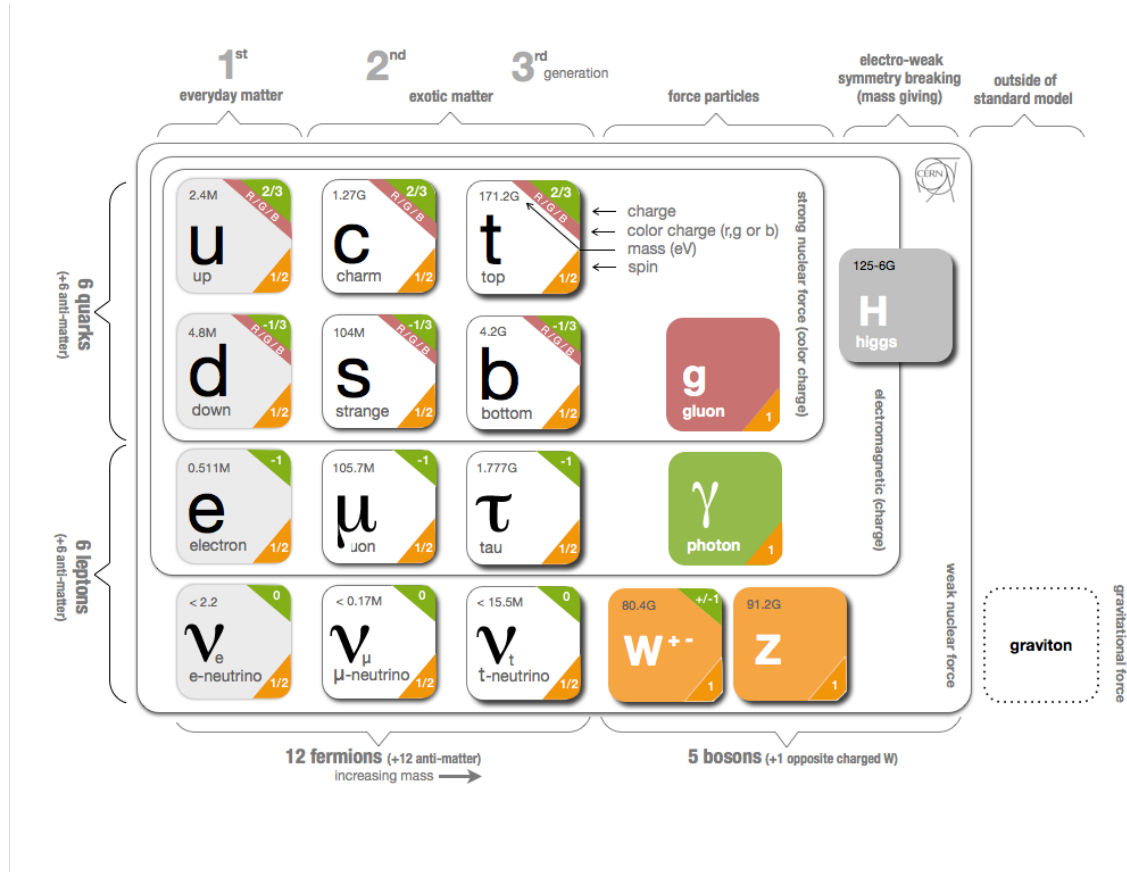 1st
2nd
3rd generation
everyday matter
exotic matter
force particles
electro-weak
symmetry breaking
(mass giving)
outside of
standard model
CERN
6 quarks
(+6 anti-matter)
6 leptons
(+6 anti-matter)
2.4M
2/3
R/G/B
u
up
1/2
1.27G
2/3
R/G/B
c
charm
1/2
171.2G
2/3
R/G/B
t
top
1/2
charge
color charge (r,g or b)
mass (eV)
spin
strong nuclear force (color charge)
125-6G
H
higgs
4.8M
-1/3
R/G/B
d
down
1/2
104M
-1/3
R/G/B
s
strange
1/2
4.2G
-1/3
R/G/B
b
bottom
1/2
g
gluon
1
electromagnetic (charge)
0.511M
-1
e
electron
1/2
105.7M
-1
μ
uon
1/2
1.777G
-1
τ
tau
1/2
γ
photon
1
weak nuclear force
< 2.2
0
νe
e-neutrino
1/2
< 0.17M
0
νμ
μ-neutrino
1/2
< 15.5M
0
νt
t-neutrino
1/2
80.4G
+/-1
W+-
1
91.2G
Z
1
graviton
gravitational force
12 fermions (+12 anti-matter)
increasing mass
5 bosons (+1 opposite charged W)